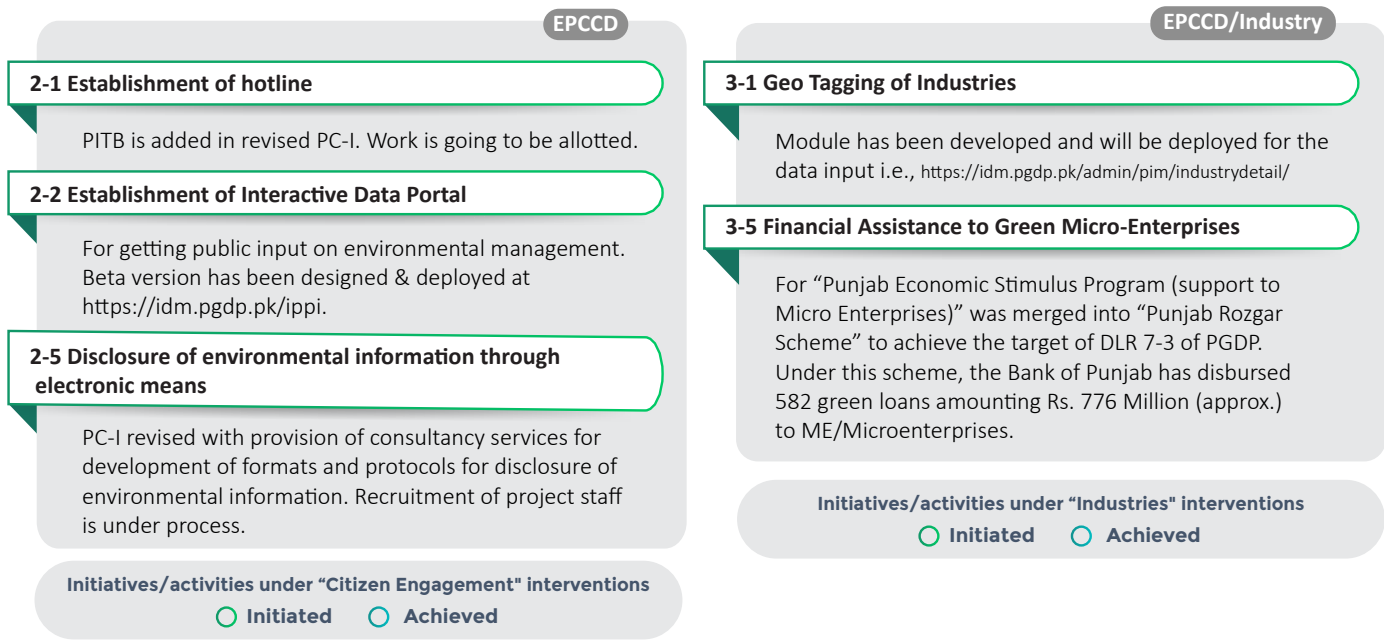 EPCCD
2-1 Establishment of hotline
PITB is added in revised PC-I. Work is going to be allotted.
2-2 Establishment of Interactive Data Portal
For getting public input on environmental management.
Beta version has been designed & deployed at
https://idm.pgdp.pk/ippi.
2-5 Disclosure of environmental information through
electronic means
PC-I revised with provision of consultancy services for
development of formats and protocols for disclosure of
environmental information. Recruitment of project staff
is under process.
Initiatives/activities under “Citizen Engagement" interventions
Initiated Achieved
EPCCD/Industry
3-1 Geo Tagging of Industries
Module has been developed and will be deployed for the
data input i.e., https://idm.pgdp.pk/admin/pim/industrydetail/
3-5 Financial Assistance to Green Micro-Enterprises
For “Punjab Economic Stimulus Program (support to
Micro Enterprises)” was merged into “Punjab Rozgar
Scheme” to achieve the target of DLR 7-3 of PGDP.
Under this scheme, the Bank of Punjab has disbursed
582 green loans amounting Rs. 776 Million (approx.)
to ME/Microenterprises.
Initiatives/activities under “Industries" interventions
Initiated Achieved